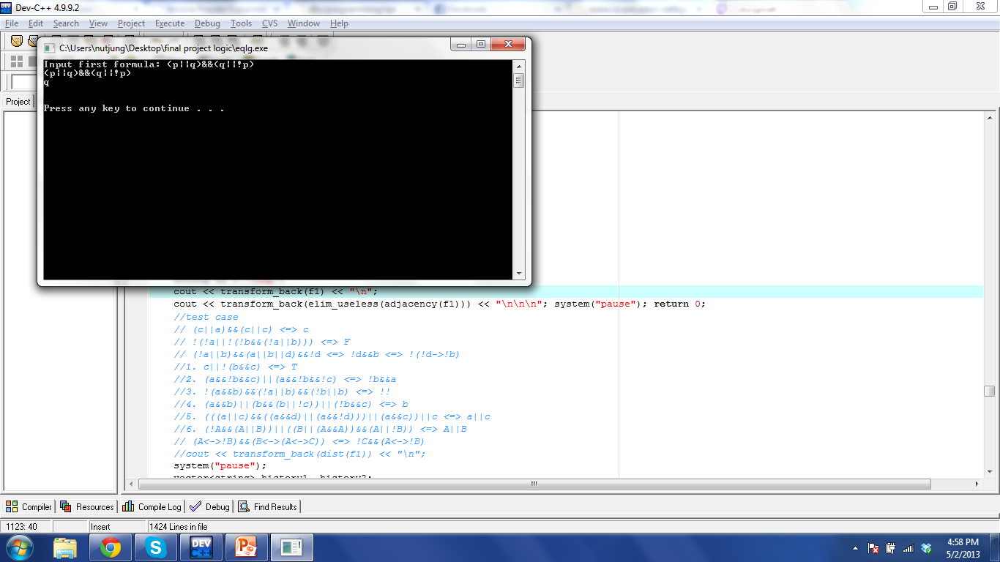 Dev-C++ 4.9.9.2
File Edit Search View Project Execute Debug Tools CVS Window Help
C:\Users\nutjung\Desktop\final project logic\eqlg.exe
Input first formula: (p||q)&&(q||!p)
(p||q)&&(q||!p)
q
Press any key to continue . . .
Project
cout << transform_back(f1) << "\n";
cout << transform_back(elim_useless(adjacency(f1))) << "\n\n\n"; system("pause"); return 0;
//test case
// (c||a)&&(c||c) <=> c
// !(!a||!(!b&&(!a||b))) <=> F
// (!a||b)&&(a||b||d)&&!d <=> !d&&b <=> !(!d->!b)
//1. c||!(b&&c) <=> T
//2. (a&&!b&&c)||(a&&!b&&!c) <=> !b&&a
//3. !(a&&b)&&(!a||b)&&(!b||b) <=> !!
//4. (a&&b)||(b&&(b||!c))||(!b&&c) <=> b
//5. (((a||c)&&((a&&d)||(a&&!d)))||(a&&c))||c <=> a||c
//6. (!A&&(A||B))||((B||(A&&A))&&(A||!B)) <=> A||B
// (A<->!B)&&(B<->(A<->C)) <=> !C&&(A<->!B)
//cout << transform_back(dist(f1)) << "\n";
system("pause");
vector<string> history1, history2;
Compiler Resources Compile Log Debug Find Results
1123: 40 Insert 1424 Lines in file
4:58 PM
5/2/2013